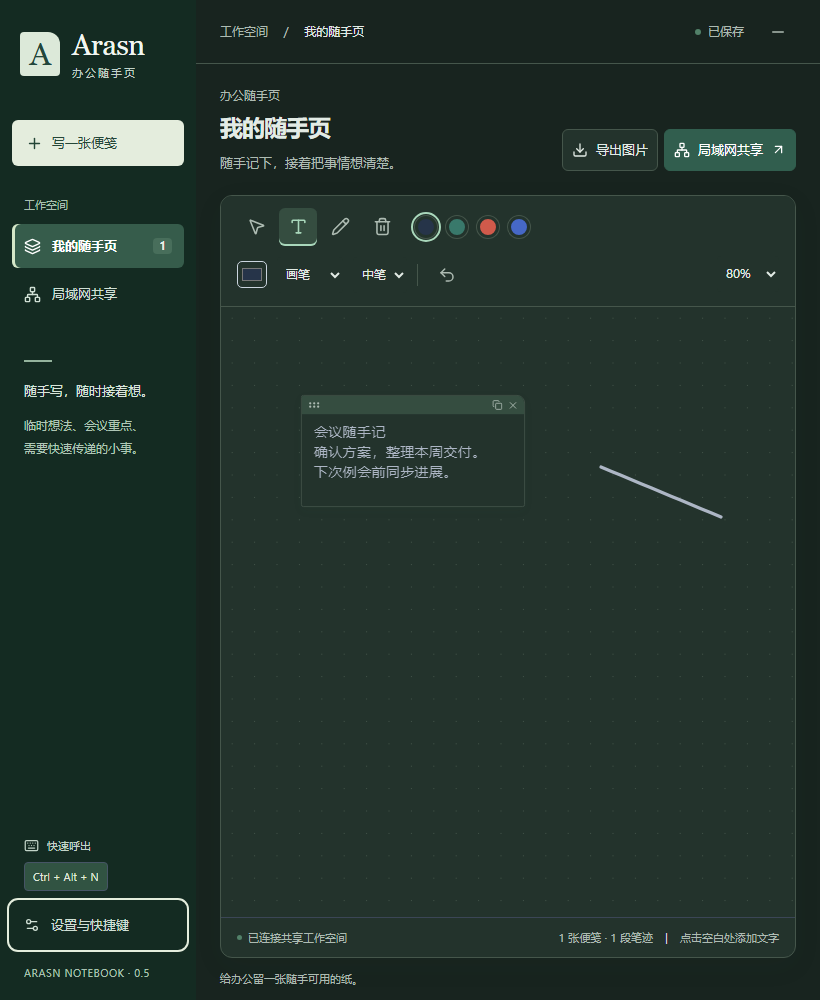 A
Arasn
办公随手页
写一张便笺
工作空间
我的随手页 1
局域网共享
随手写，随时接着想。
临时想法、会议重点、
需要快速传递的小事。
快速呼出
Ctrl + Alt + N
设置与快捷键
ARASN NOTEBOOK · 0.5
工作空间 / 我的随手页
已保存
办公随手页
我的随手页
随手记下，接着把事情想清楚。
导出图片
局域网共享
画笔
中笔
80%
会议随手记
确认方案，整理本周交付。
下次例会前同步进展。
已连接共享工作空间
1 张便笺 · 1 段笔迹 | 点击空白处添加文字
给办公留一张随手可用的纸。